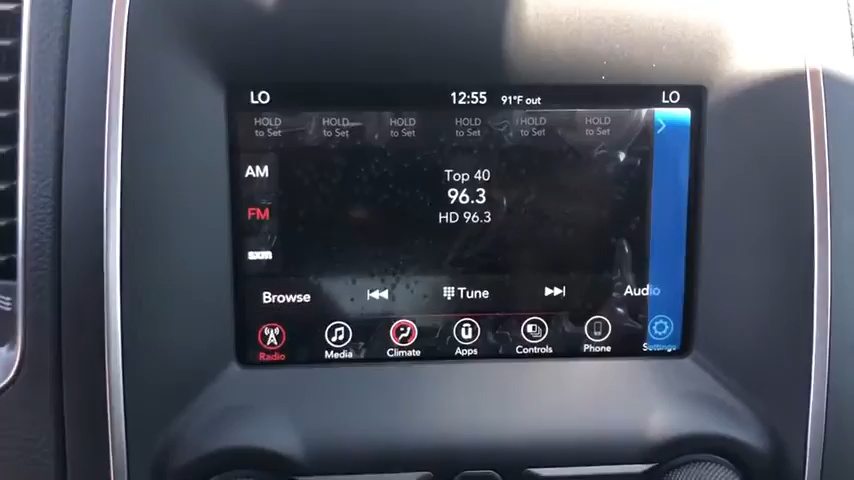 LO 12:55 91°F out LO
HOLD to Set HOLD to Set HOLD to Set HOLD to Set HOLD to Set HOLD to Set
AM
Top 40
96.3
FM
HD 96.3
sxm
Browse Tune Audio
Radio Media Climate Apps Controls Phone Settings